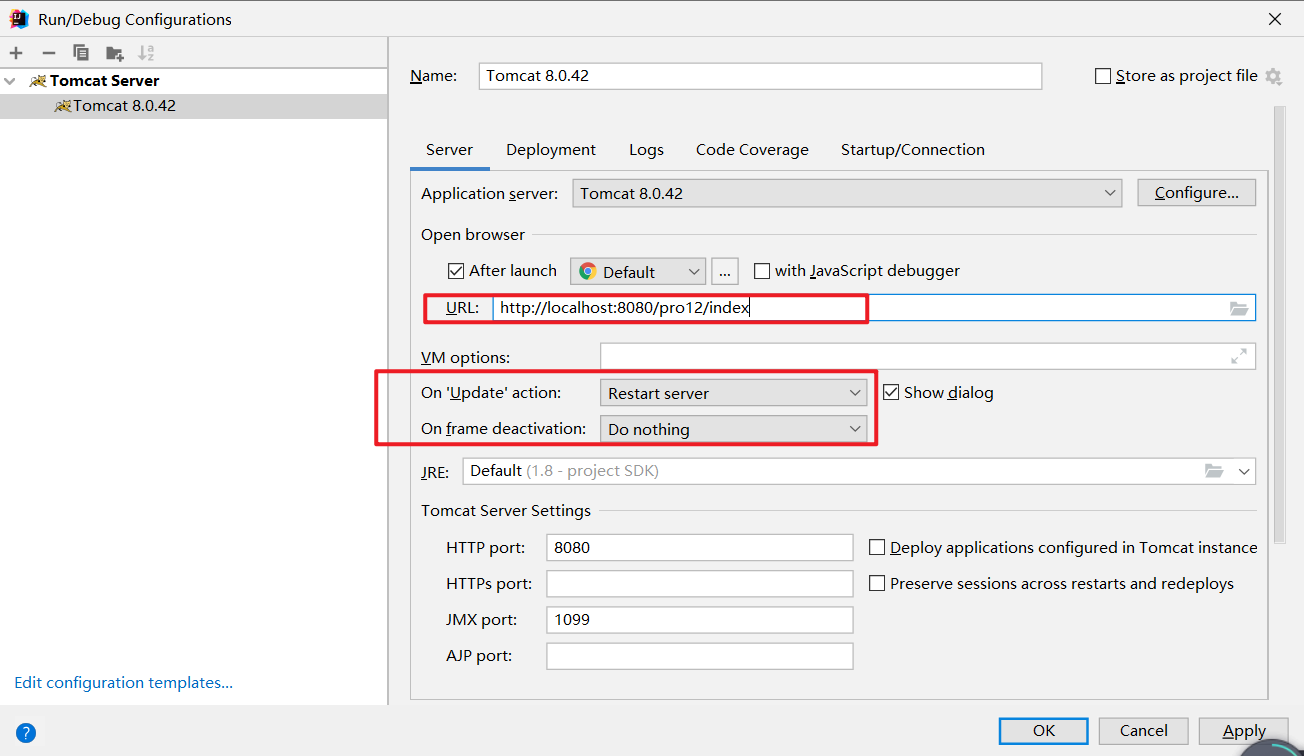 Run/Debug Configurations
Tomcat Server
Tomcat 8.0.42
Edit configuration templates...
?
Name: Tomcat 8.0.42 Store as project file
Server Deployment Logs Code Coverage Startup/Connection
Application server: Tomcat 8.0.42 Configure...
Open browser
After launch Default ... with JavaScript debugger
URL: http://localhost:8080/pro12/index
VM options:
On 'Update' action: Restart server Show dialog
On frame deactivation: Do nothing
JRE: Default (1.8 - project SDK)
Tomcat Server Settings
HTTP port: 8080 Deploy applications configured in Tomcat instance
HTTPs port: Preserve sessions across restarts and redeploys
JMX port: 1099
AJP port:
OK Cancel Apply